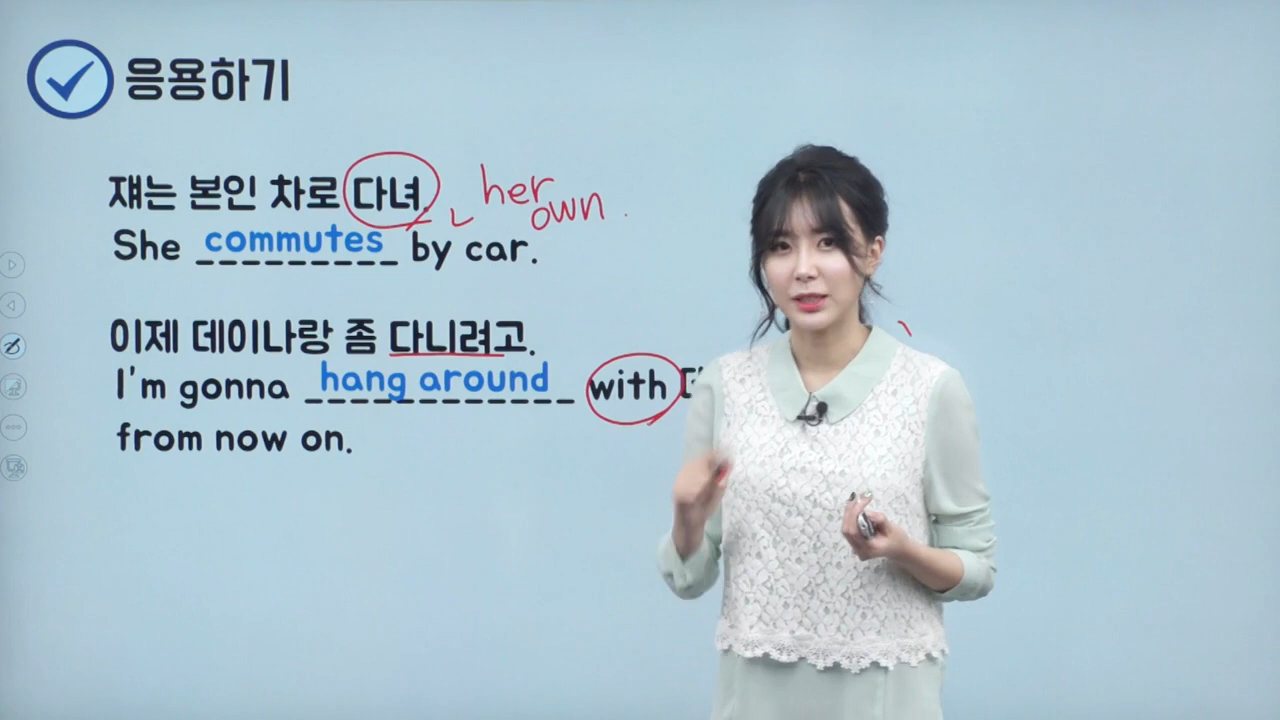 응용하기
쟤는 본인 차로 다녀.
her
own.
She commutes by car.
이제 데이나랑 좀 다니려고.
I'm gonna hang around with
from now on.